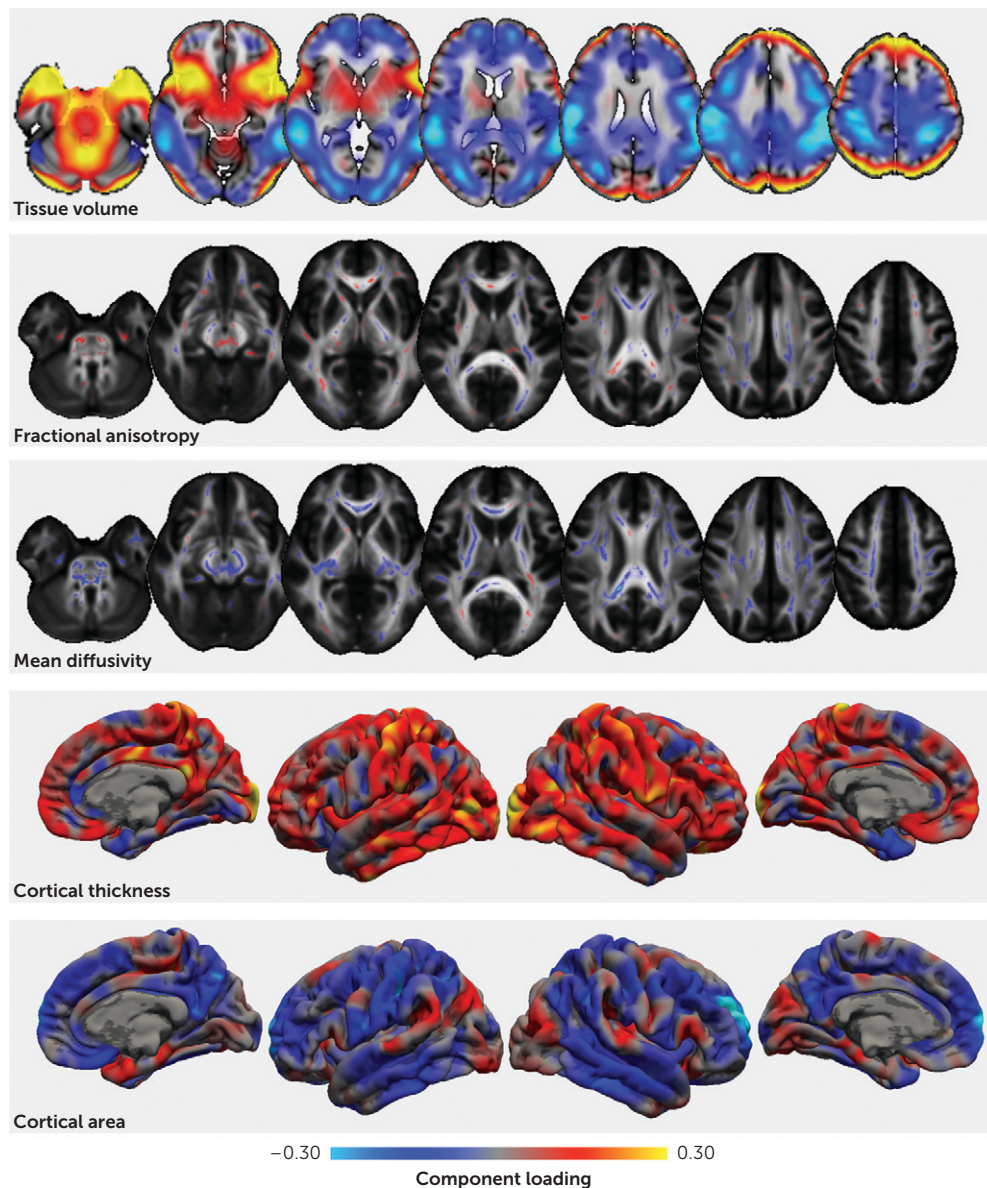 Tissue volume
Fractional anisotropy
Mean diffusivity
Cortical thickness
Cortical area
−0.30 0.30
Component loading